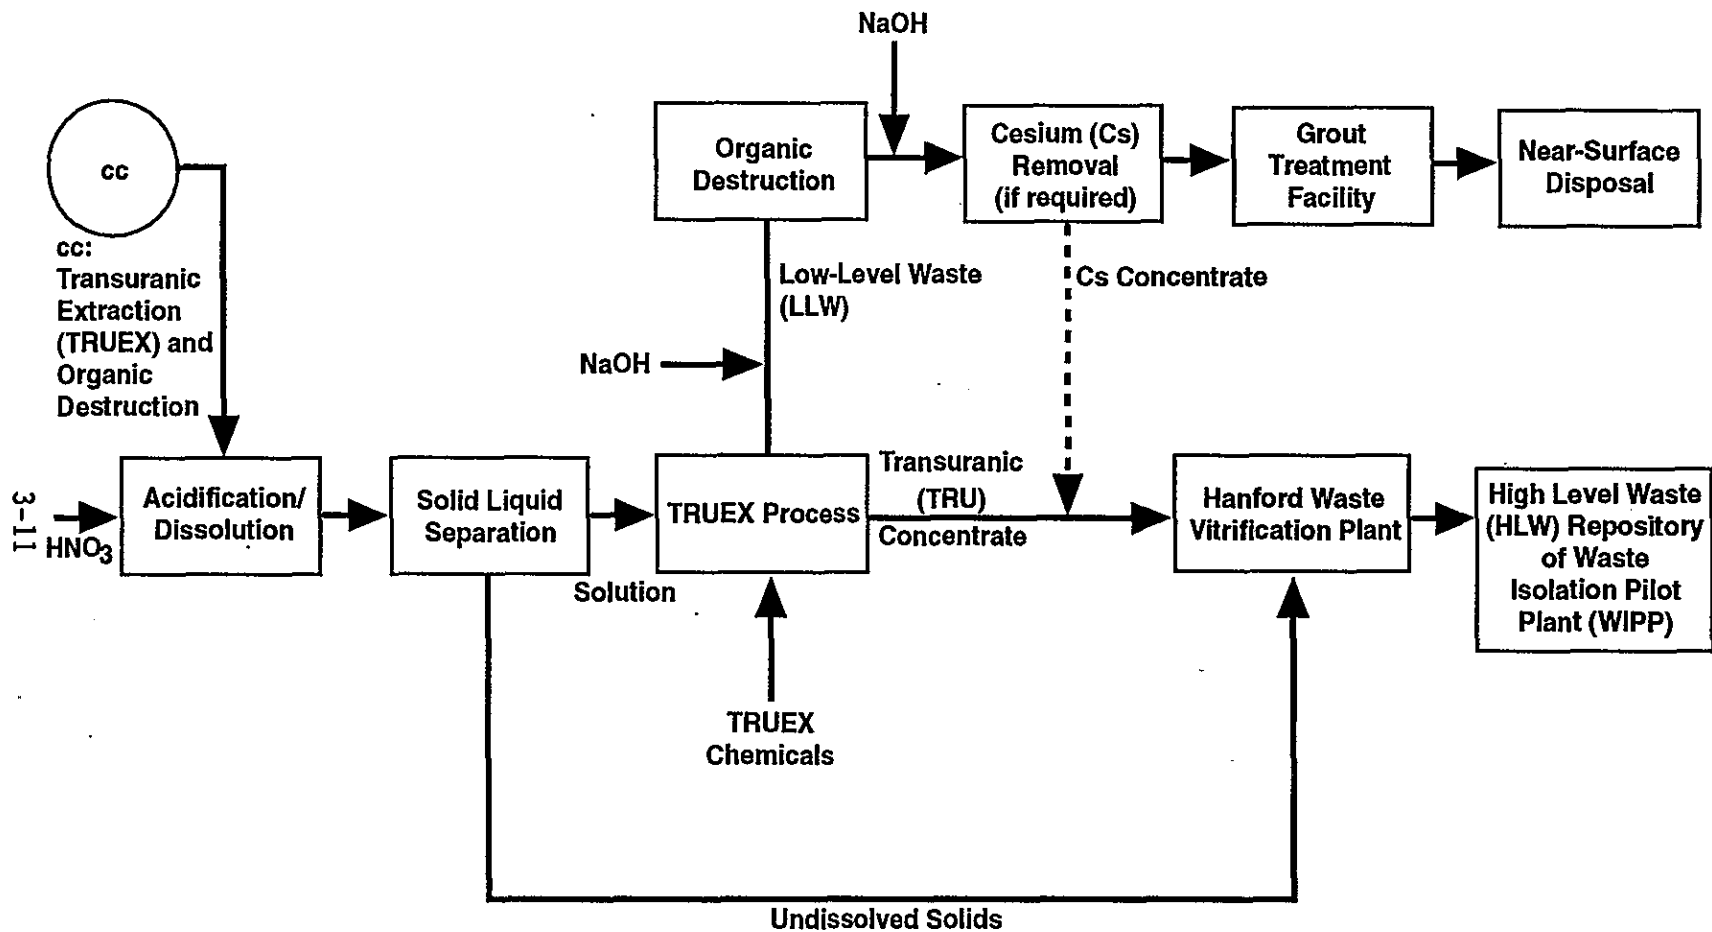 NaOH
cc
cc:
Transuranic
Extraction
(TRUEX) and
Organic
Destruction
Organic
Destruction
Cesium (Cs)
Removal
(if required)
Grout
Treatment
Facility
Near-Surface
Disposal
Low-Level Waste
(LLW)
Cs Concentrate
NaOH
3-11
HNO3
Acidification/
Dissolution
Solid Liquid
Separation
Solution
TRUEX Process
Transuranic
(TRU)
Concentrate
Hanford Waste
Vitrification Plant
High Level Waste
(HLW) Repository
of Waste
Isolation Pilot
Plant (WIPP)
TRUEX
Chemicals
Undissolved Solids